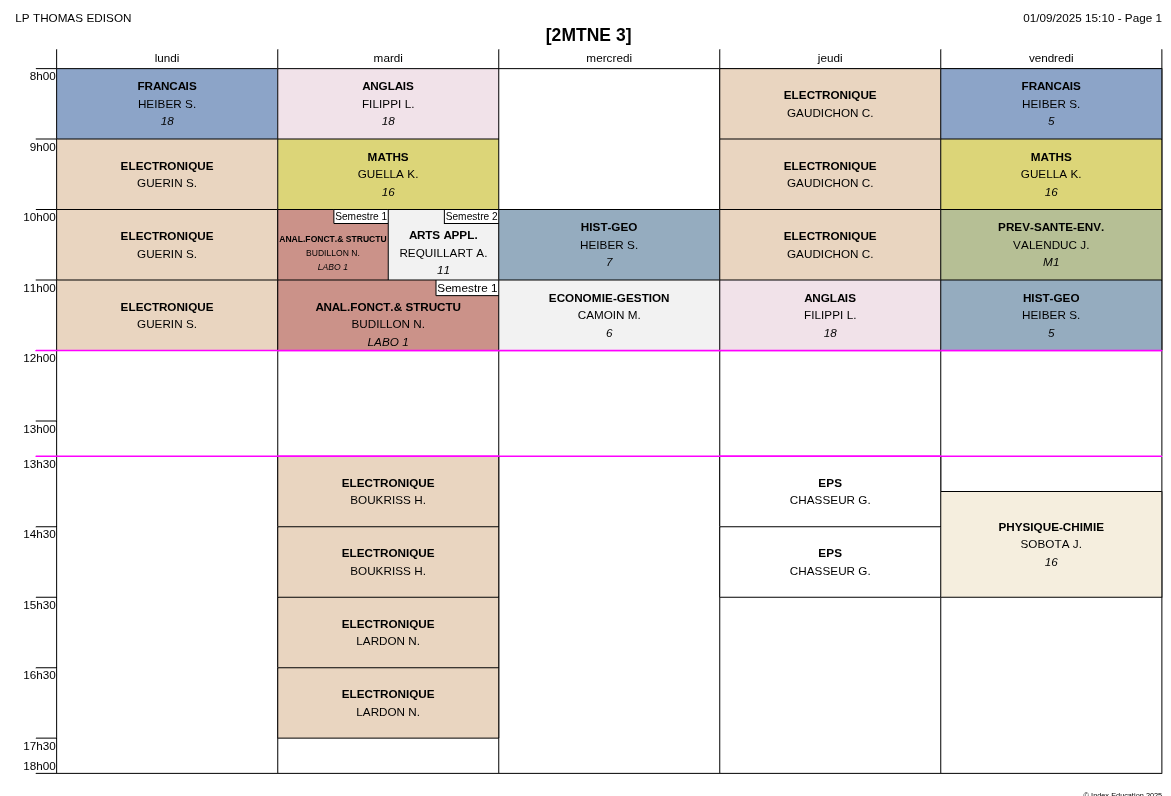 LP THOMAS EDISON
01/09/2025 15:10 - Page 1
[2MTNE 3]
lundi
mardi
mercredi
jeudi
vendredi
8h00
FRANCAIS
HEIBER S.
18
ANGLAIS
FILIPPI L.
18
ELECTRONIQUE
GAUDICHON C.
FRANCAIS
HEIBER S.
5
9h00
ELECTRONIQUE
GUERIN S.
MATHS
GUELLA K.
16
ELECTRONIQUE
GAUDICHON C.
MATHS
GUELLA K.
16
10h00
ELECTRONIQUE
GUERIN S.
Semestre 1
ANAL.FONCT.& STRUCTU
BUDILLON N.
LABO 1
Semestre 2
ARTS APPL.
REQUILLART A.
11
HIST-GEO
HEIBER S.
7
ELECTRONIQUE
GAUDICHON C.
PREV-SANTE-ENV.
VALENDUC J.
M1
11h00
ELECTRONIQUE
GUERIN S.
Semestre 1
ANAL.FONCT.& STRUCTU
BUDILLON N.
LABO 1
ECONOMIE-GESTION
CAMOIN M.
6
ANGLAIS
FILIPPI L.
18
HIST-GEO
HEIBER S.
5
12h00
13h00
13h30
ELECTRONIQUE
BOUKRISS H.
EPS
CHASSEUR G.
PHYSIQUE-CHIMIE
SOBOTA J.
16
14h30
ELECTRONIQUE
BOUKRISS H.
EPS
CHASSEUR G.
15h30
ELECTRONIQUE
LARDON N.
16h30
ELECTRONIQUE
LARDON N.
17h30
18h00
© Index Education 2025